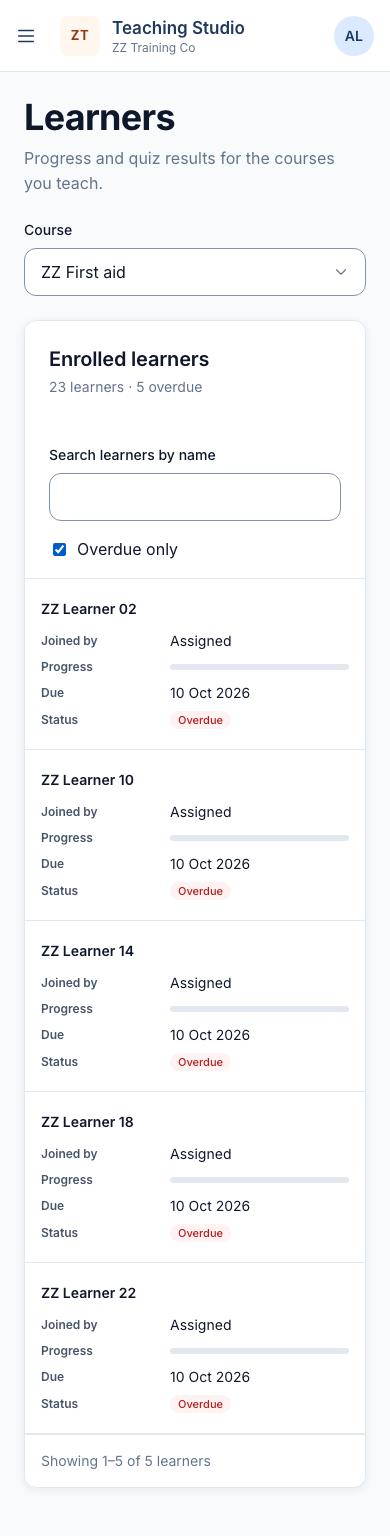 ZT
Teaching Studio
ZZ Training Co
AL
Learners
Progress and quiz results for the courses
you teach.
Course
ZZ First aid
Enrolled learners
23 learners · 5 overdue
Search learners by name
Overdue only
ZZ Learner 02
Joined by Assigned
Progress
Due 10 Oct 2026
Status Overdue
ZZ Learner 10
Joined by Assigned
Progress
Due 10 Oct 2026
Status Overdue
ZZ Learner 14
Joined by Assigned
Progress
Due 10 Oct 2026
Status Overdue
ZZ Learner 18
Joined by Assigned
Progress
Due 10 Oct 2026
Status Overdue
ZZ Learner 22
Joined by Assigned
Progress
Due 10 Oct 2026
Status Overdue
Showing 1–5 of 5 learners